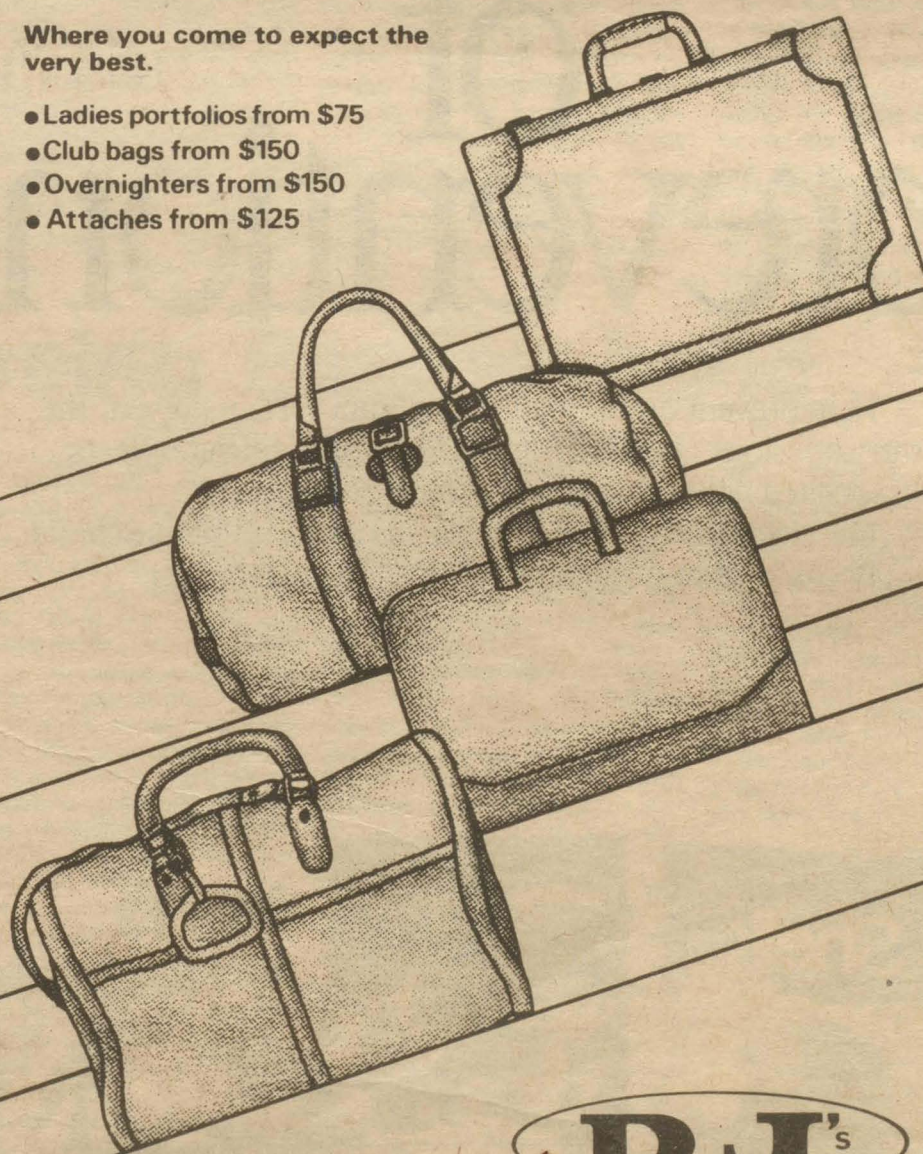 Where you come to expect the
very best.
● Ladies portfolios from $75
● Club bags from $150
● Overnighters from $150
● Attaches from $125
PJ's